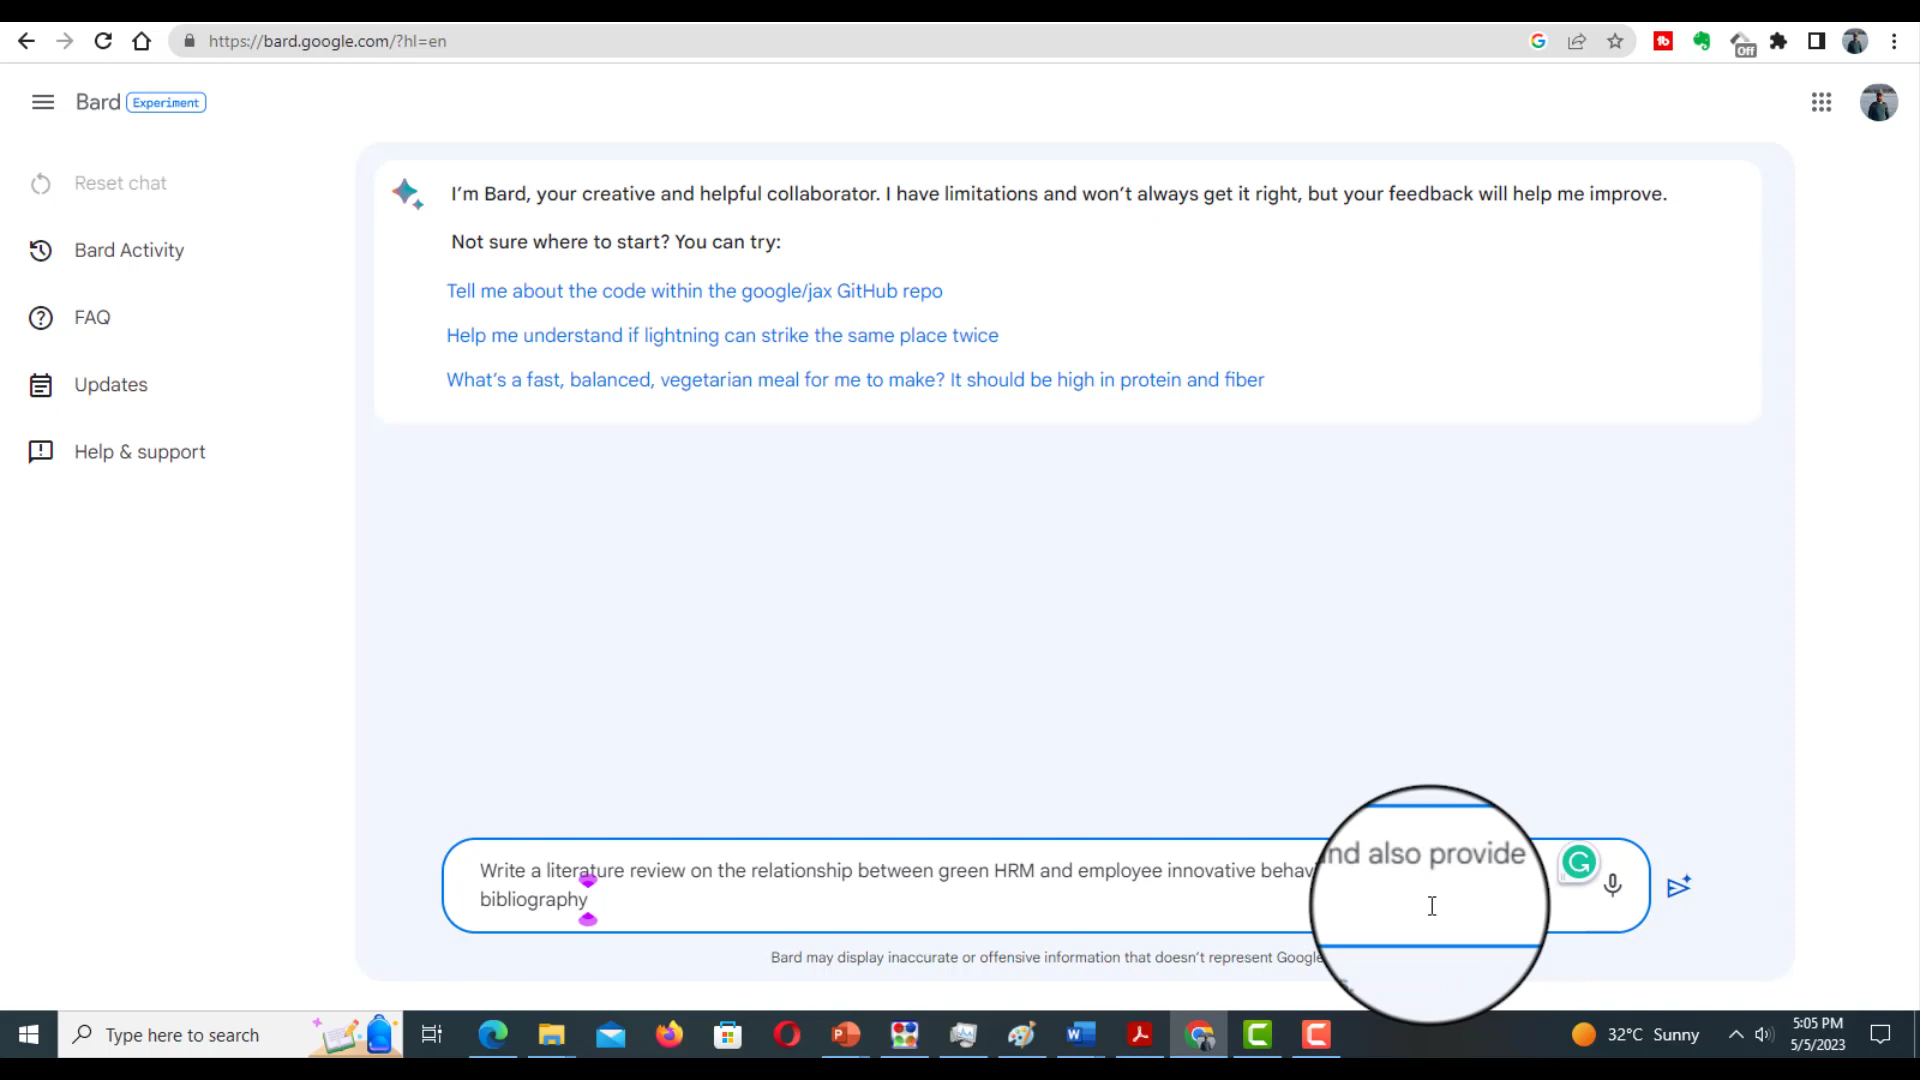 https://bard.google.com/?hl=en
Off
Bard Experiment
Reset chat
Bard Activity
FAQ
Updates
Help & support
I'm Bard, your creative and helpful collaborator. I have limitations and won't always get it right, but your feedback will help me improve.
Not sure where to start? You can try:
Tell me about the code within the google/jax GitHub repo
Help me understand if lightning can strike the same place twice
What's a fast, balanced, vegetarian meal for me to make? It should be high in protein and fiber
Write a literature review on the relationship between green HRM and employee innovative behav nd also provide
bibliography
Bard may display inaccurate or offensive information that doesn't represent Google
Type here to search
32°C Sunny
5:05 PM
5/5/2023